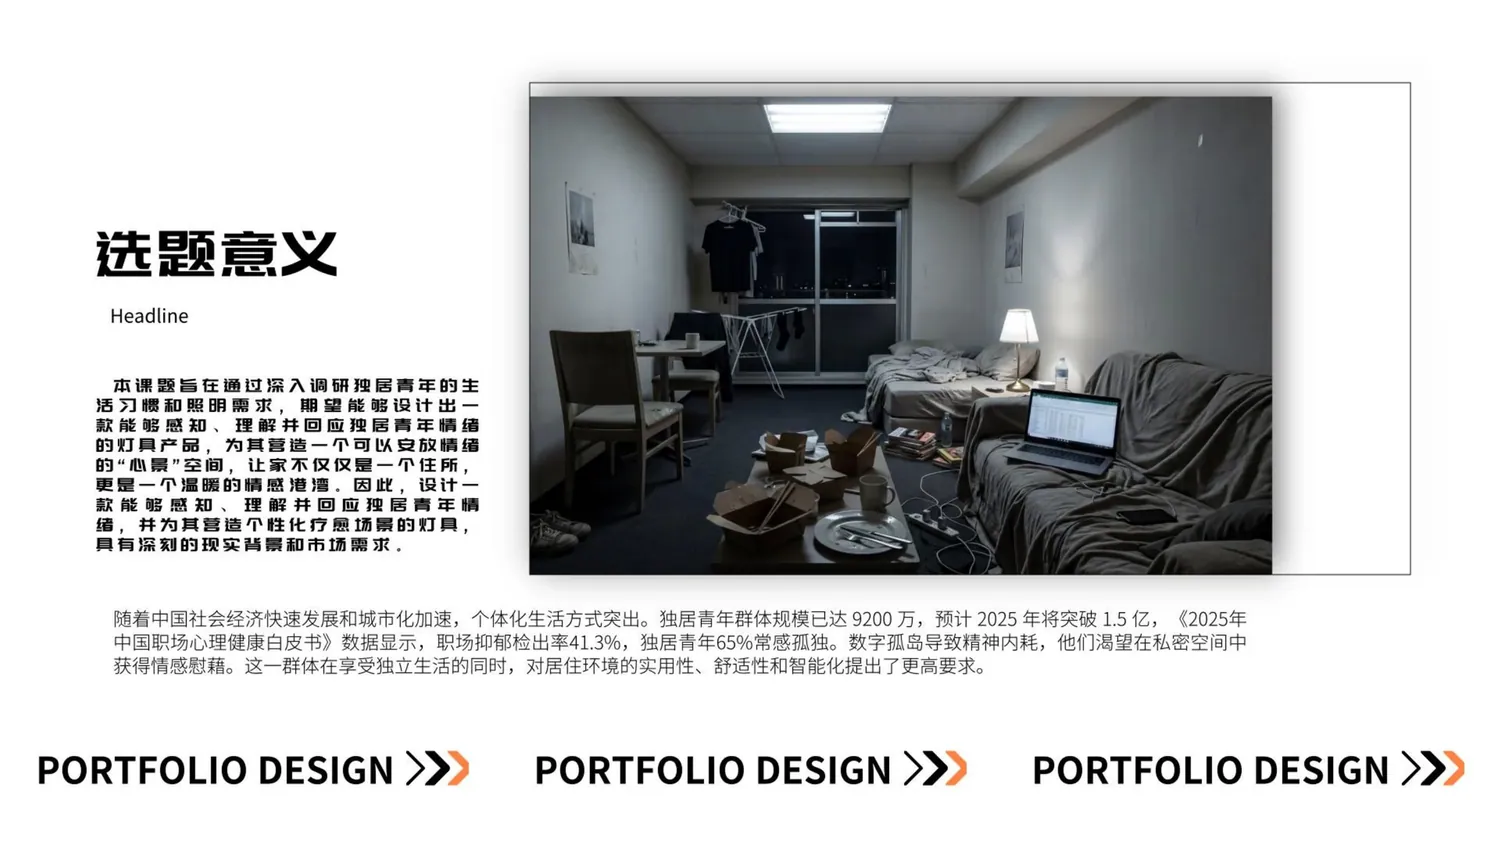 选题意义
Headline
本课题旨在通过深入调研独居青年的生
活习惯和照明需求，期望能够设计出一
款能够感知、理解并回应独居青年情绪
的灯具产品，为其营造一个可以安放情绪
的“心景”空间，让家不仅仅是一个住所，
更是一个温暖的情感港湾。因此，设计一
款能够感知、理解并回应独居青年情
绪，并为其营造个性化疗愈场景的灯具，
具有深刻的现实背景和市场需求。
随着中国社会经济快速发展和城市化加速，个体化生活方式突出。独居青年群体规模已达 9200 万，预计 2025 年将突破 1.5 亿，《2025年
中国职场心理健康白皮书》数据显示，职场抑郁检出率41.3%，独居青年65%常感孤独。数字孤岛导致精神内耗，他们渴望在私密空间中
获得情感慰藉。这一群体在享受独立生活的同时，对居住环境的实用性、舒适性和智能化提出了更高要求。
PORTFOLIO DESIGN
PORTFOLIO DESIGN
PORTFOLIO DESIGN